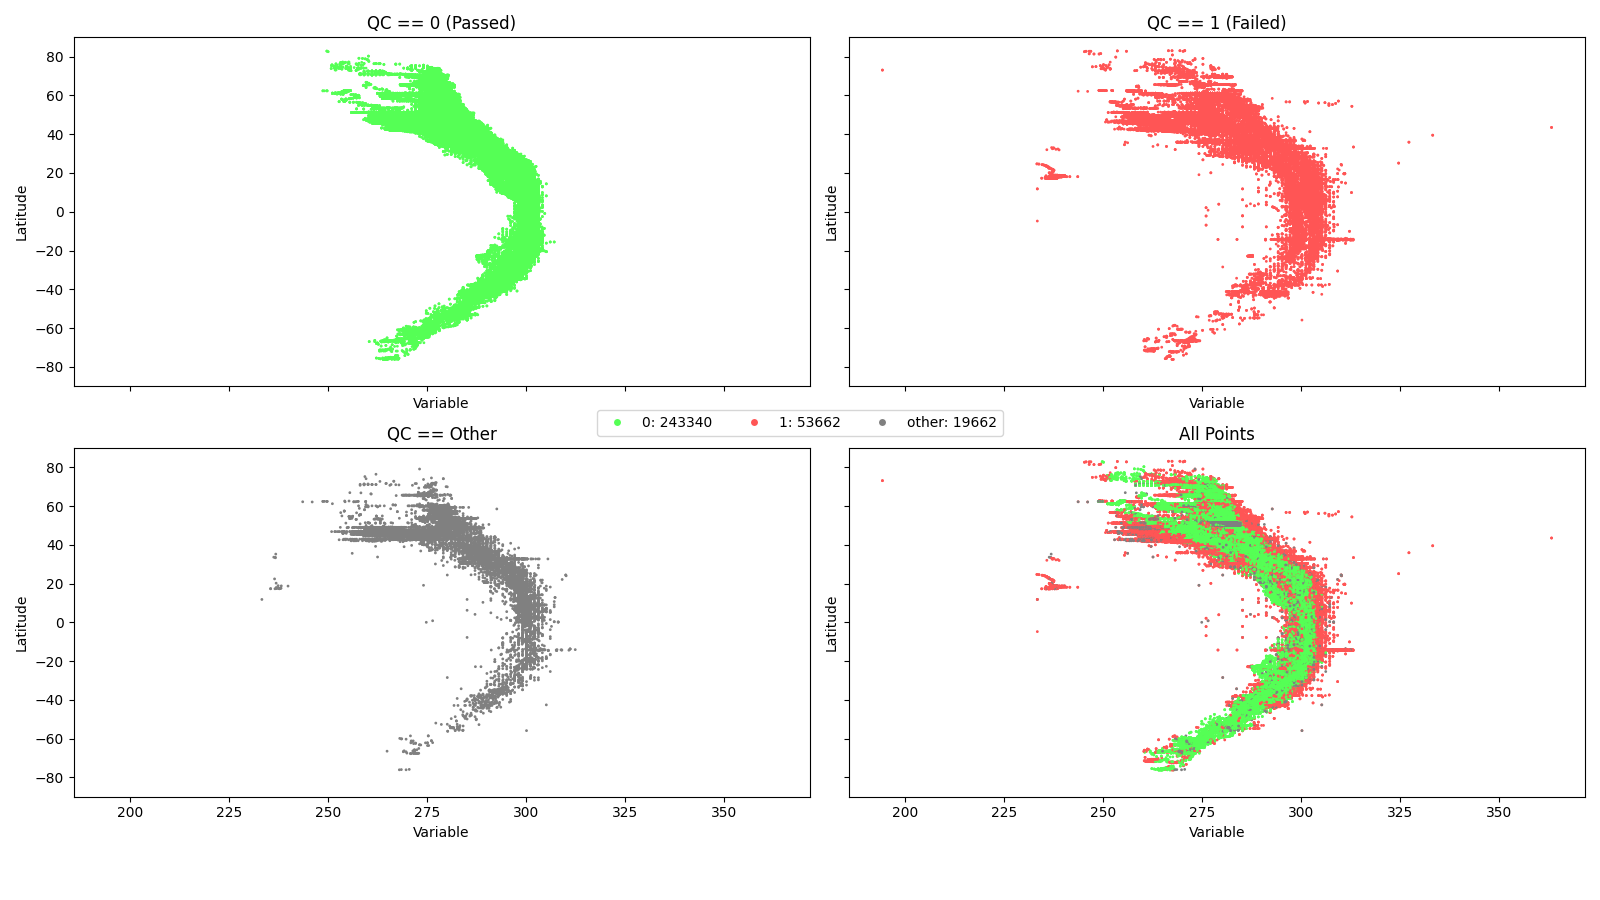 QC == 0 (Passed)
80
60
40
20
0
−20
−40
−60
−80
Latitude
Variable
QC == 1 (Failed)
Latitude
Variable
0: 243340
1: 53662
other: 19662
QC == Other
80
60
40
20
0
−20
−40
−60
−80
Latitude
200 225 250 275 300 325 350
Variable
All Points
Latitude
200 225 250 275 300 325 350
Variable